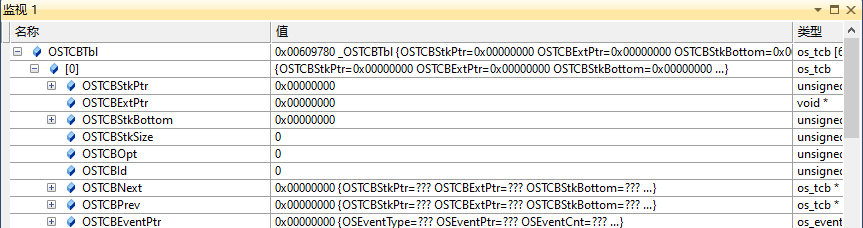 监视 1
名称 值 类型
OSTCBTbl 0x00609780 _OSTCBTbl {OSTCBStkPtr=0x00000000 OSTCBExtPtr=0x00000000 OSTCBStkBottom=0x0 os_tcb [6
[0] {OSTCBStkPtr=0x00000000 OSTCBExtPtr=0x00000000 OSTCBStkBottom=0x00000000 ...} os_tcb
OSTCBStkPtr 0x00000000 unsigned
OSTCBExtPtr 0x00000000 void *
OSTCBStkBottom 0x00000000 unsigned
OSTCBStkSize 0 unsigned
OSTCBOpt 0 unsigned
OSTCBId 0 unsigned
OSTCBNext 0x00000000 {OSTCBStkPtr=??? OSTCBExtPtr=??? OSTCBStkBottom=??? ...} os_tcb *
OSTCBPrev 0x00000000 {OSTCBStkPtr=??? OSTCBExtPtr=??? OSTCBStkBottom=??? ...} os_tcb *
OSTCBEventPtr 0x00000000 {OSEventType=??? OSEventPtr=??? OSEventCnt=??? ...} os_event